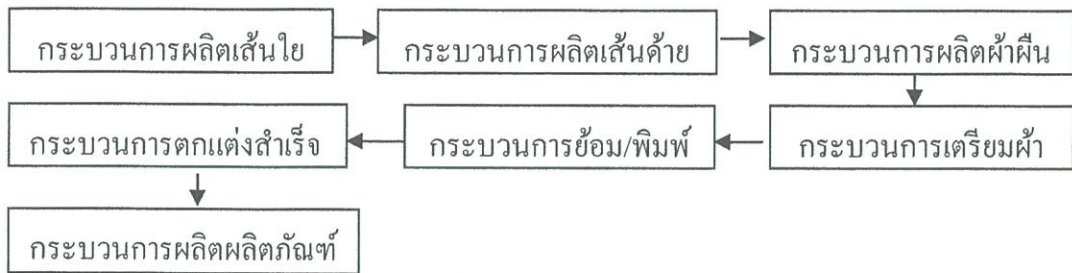 กระบวนการผลิตเส้นใย
กระบวนการผลิตเส้นด้าย
กระบวนการผลิตผ้าผืน
กระบวนการเตรียมผ้า
กระบวนการย้อม/พิมพ์
กระบวนการตกแต่งสำเร็จ
กระบวนการผลิตผลิตภัณฑ์